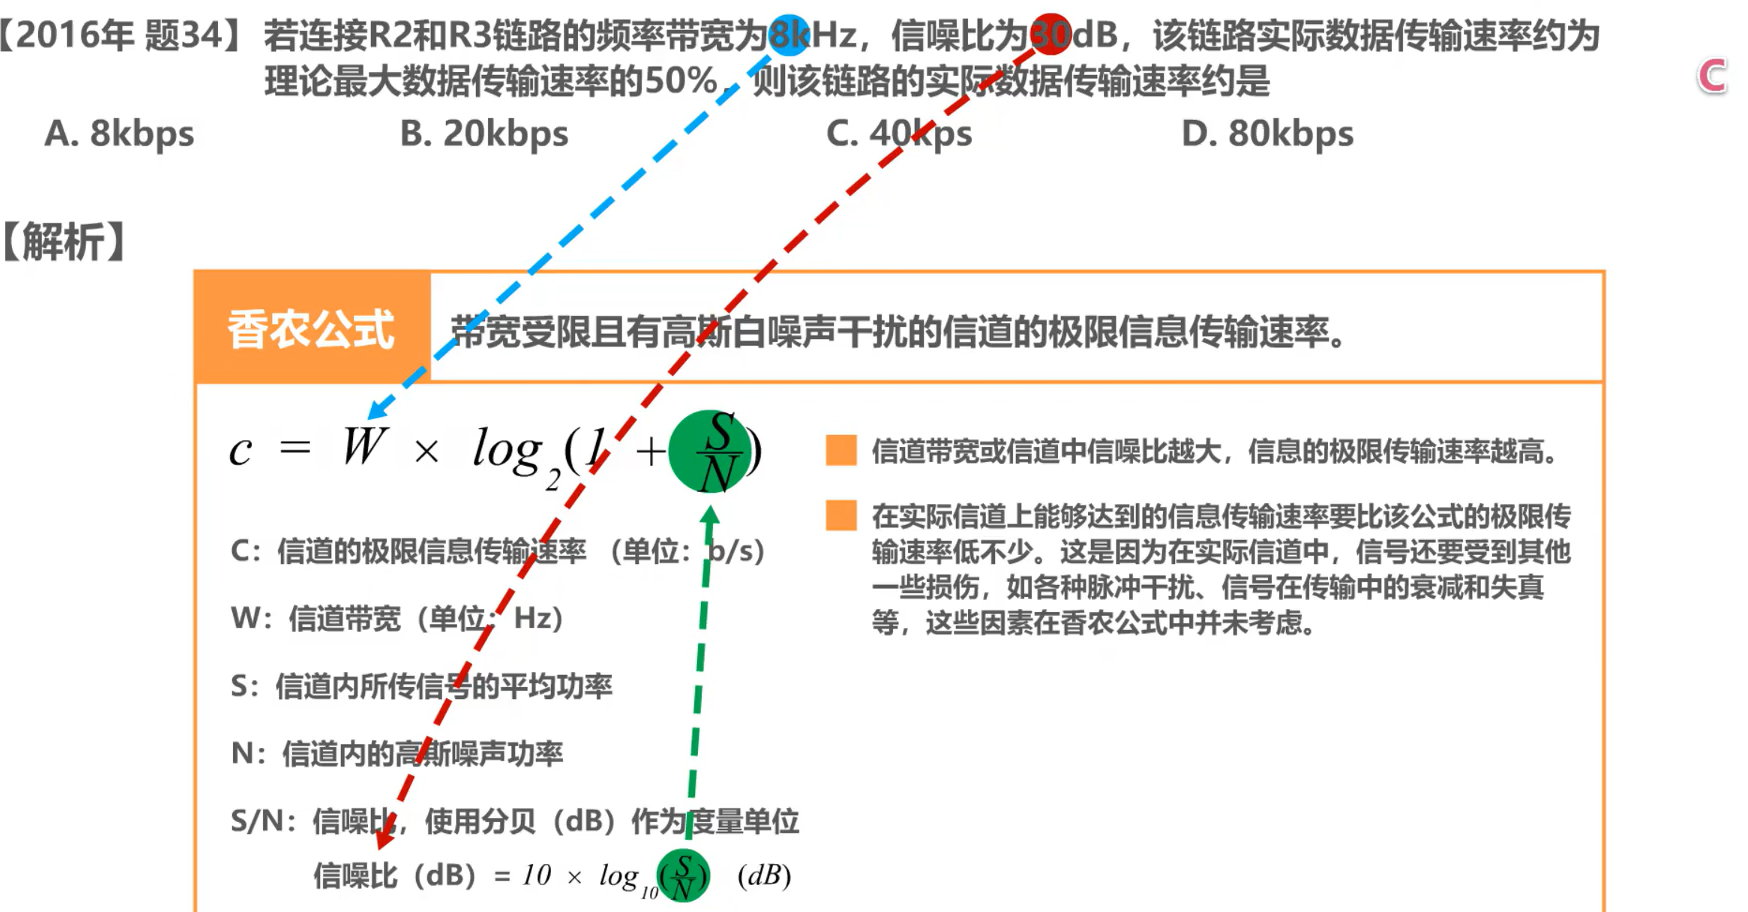 【2016年 题34】 若连接R2和R3链路的频率带宽为8kHz，信噪比为30dB，该链路实际数据传输速率约为
理论最大数据传输速率的50%，则该链路的实际数据传输速率约是
C
A. 8kbps B. 20kbps C. 40kps D. 80kbps
【解析】
香农公式 带宽受限且有高斯白噪声干扰的信道的极限信息传输速率。
c = W × log₂(1 + S/N)
C：信道的极限信息传输速率 （单位：b/s）
W：信道带宽（单位：Hz）
S：信道内所传信号的平均功率
N：信道内的高斯噪声功率
S/N：信噪比，使用分贝（dB）作为度量单位
信噪比（dB）= 10 × log₁₀(S/N) (dB)
信道带宽或信道中信噪比越大，信息的极限传输速率越高。
在实际信道上能够达到的信息传输速率要比该公式的极限传
输速率低不少。这是因为在实际信道中，信号还要受到其他
一些损伤，如各种脉冲干扰、信号在传输中的衰减和失真
等，这些因素在香农公式中并未考虑。